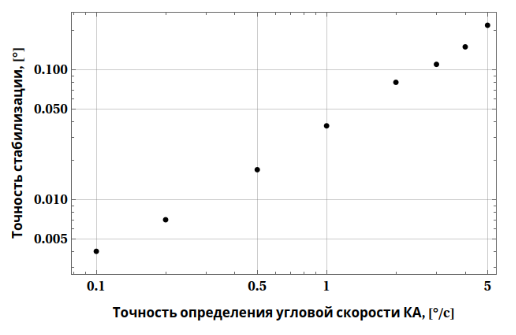 Точность стабилизации, [°]
0.100
0.050
0.010
0.005
0.1 0.5 1 5
Точность определения угловой скорости КА, [°/с]